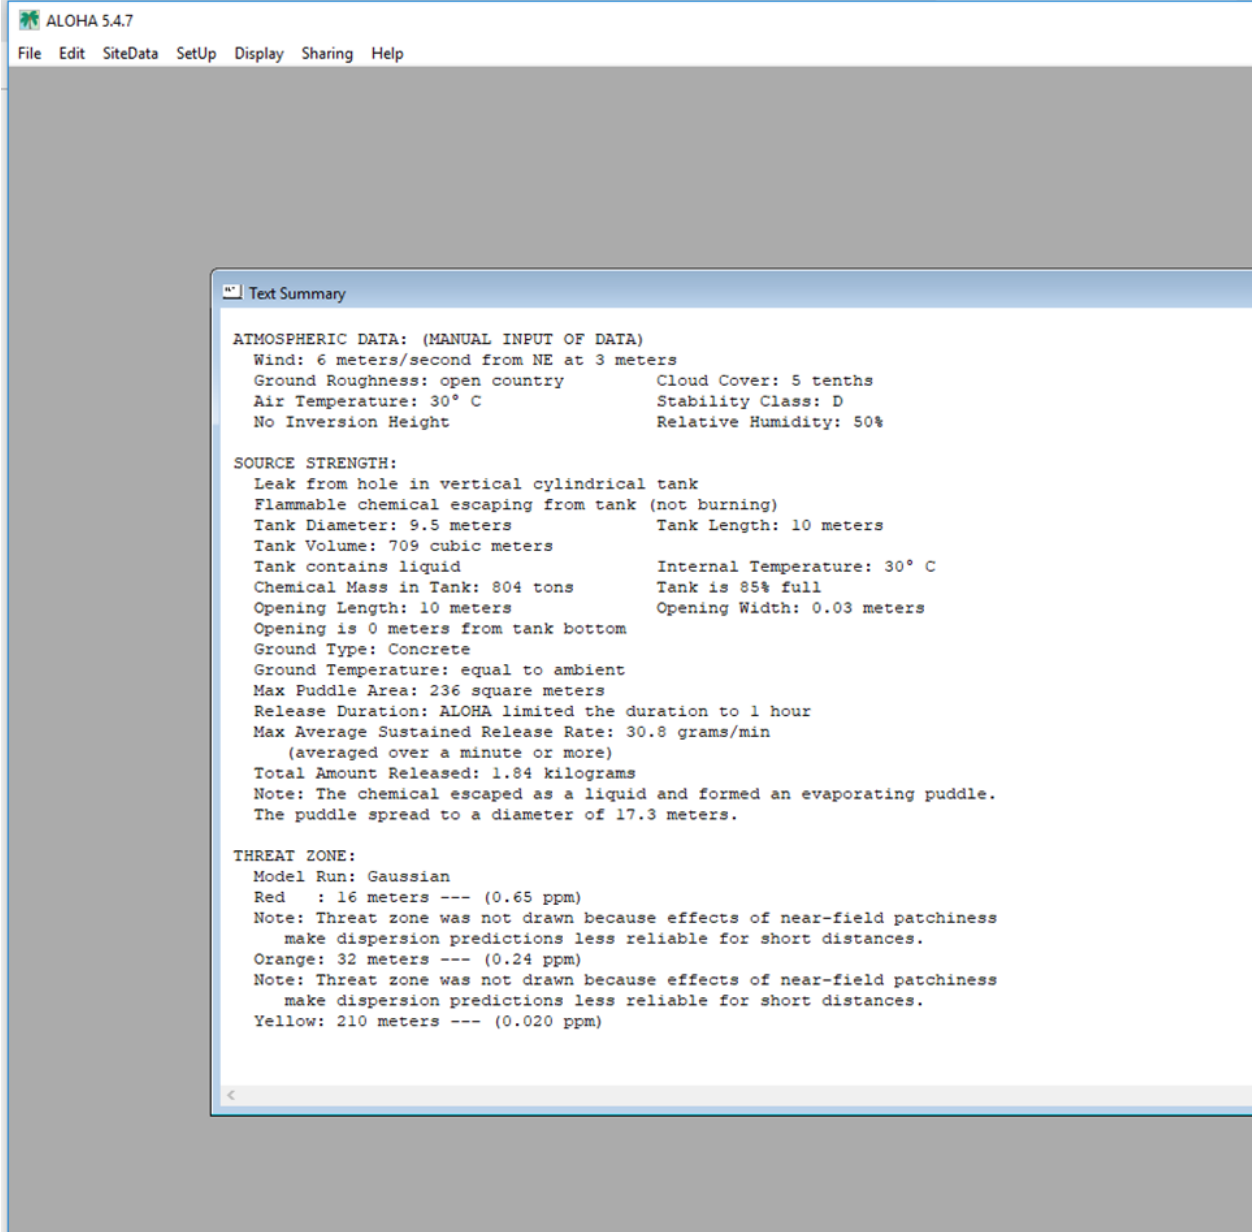 ALOHA 5.4.7
File Edit SiteData SetUp Display Sharing Help
Text Summary
ATMOSPHERIC DATA: (MANUAL INPUT OF DATA)
Wind: 6 meters/second from NE at 3 meters
Ground Roughness: open country Cloud Cover: 5 tenths
Air Temperature: 30° C Stability Class: D
No Inversion Height Relative Humidity: 50%
SOURCE STRENGTH:
Leak from hole in vertical cylindrical tank
Flammable chemical escaping from tank (not burning)
Tank Diameter: 9.5 meters Tank Length: 10 meters
Tank Volume: 709 cubic meters
Tank contains liquid Internal Temperature: 30° C
Chemical Mass in Tank: 804 tons Tank is 85% full
Opening Length: 10 meters Opening Width: 0.03 meters
Opening is 0 meters from tank bottom
Ground Type: Concrete
Ground Temperature: equal to ambient
Max Puddle Area: 236 square meters
Release Duration: ALOHA limited the duration to 1 hour
Max Average Sustained Release Rate: 30.8 grams/min
(averaged over a minute or more)
Total Amount Released: 1.84 kilograms
Note: The chemical escaped as a liquid and formed an evaporating puddle.
The puddle spread to a diameter of 17.3 meters.
THREAT ZONE:
Model Run: Gaussian
Red : 16 meters --- (0.65 ppm)
Note: Threat zone was not drawn because effects of near-field patchiness
make dispersion predictions less reliable for short distances.
Orange: 32 meters --- (0.24 ppm)
Note: Threat zone was not drawn because effects of near-field patchiness
make dispersion predictions less reliable for short distances.
Yellow: 210 meters --- (0.020 ppm)